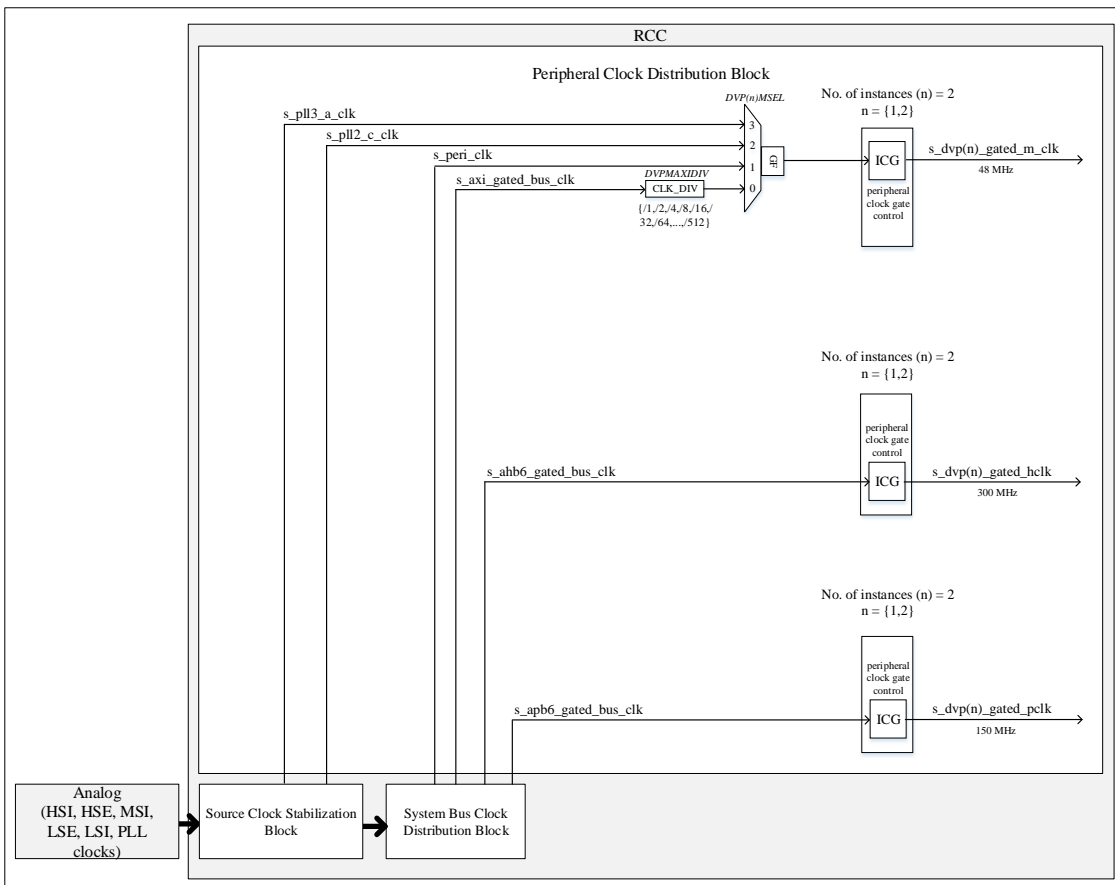 RCC
Peripheral Clock Distribution Block
DVP(n)MSEL
No. of instances (n) = 2
n = {1,2}
s_pll3_a_clk
3
s_pll2_c_clk
2
s_peri_clk
1
s_axi_gated_bus_clk
DVPMAXIDIV
CLK_DIV
0
{/1,/2,/4,/8,/16,/
32,/64,...,/512}
GF
ICG
peripheral
clock gate
control
s_dvp(n)_gated_m_clk
48 MHz
No. of instances (n) = 2
n = {1,2}
s_ahb6_gated_bus_clk
peripheral
clock gate
control
ICG
s_dvp(n)_gated_hclk
300 MHz
No. of instances (n) = 2
n = {1,2}
s_apb6_gated_bus_clk
peripheral
clock gate
control
ICG
s_dvp(n)_gated_pclk
150 MHz
Analog
(HSI, HSE, MSI,
LSE, LSI, PLL
clocks)
Source Clock Stabilization
Block
System Bus Clock
Distribution Block